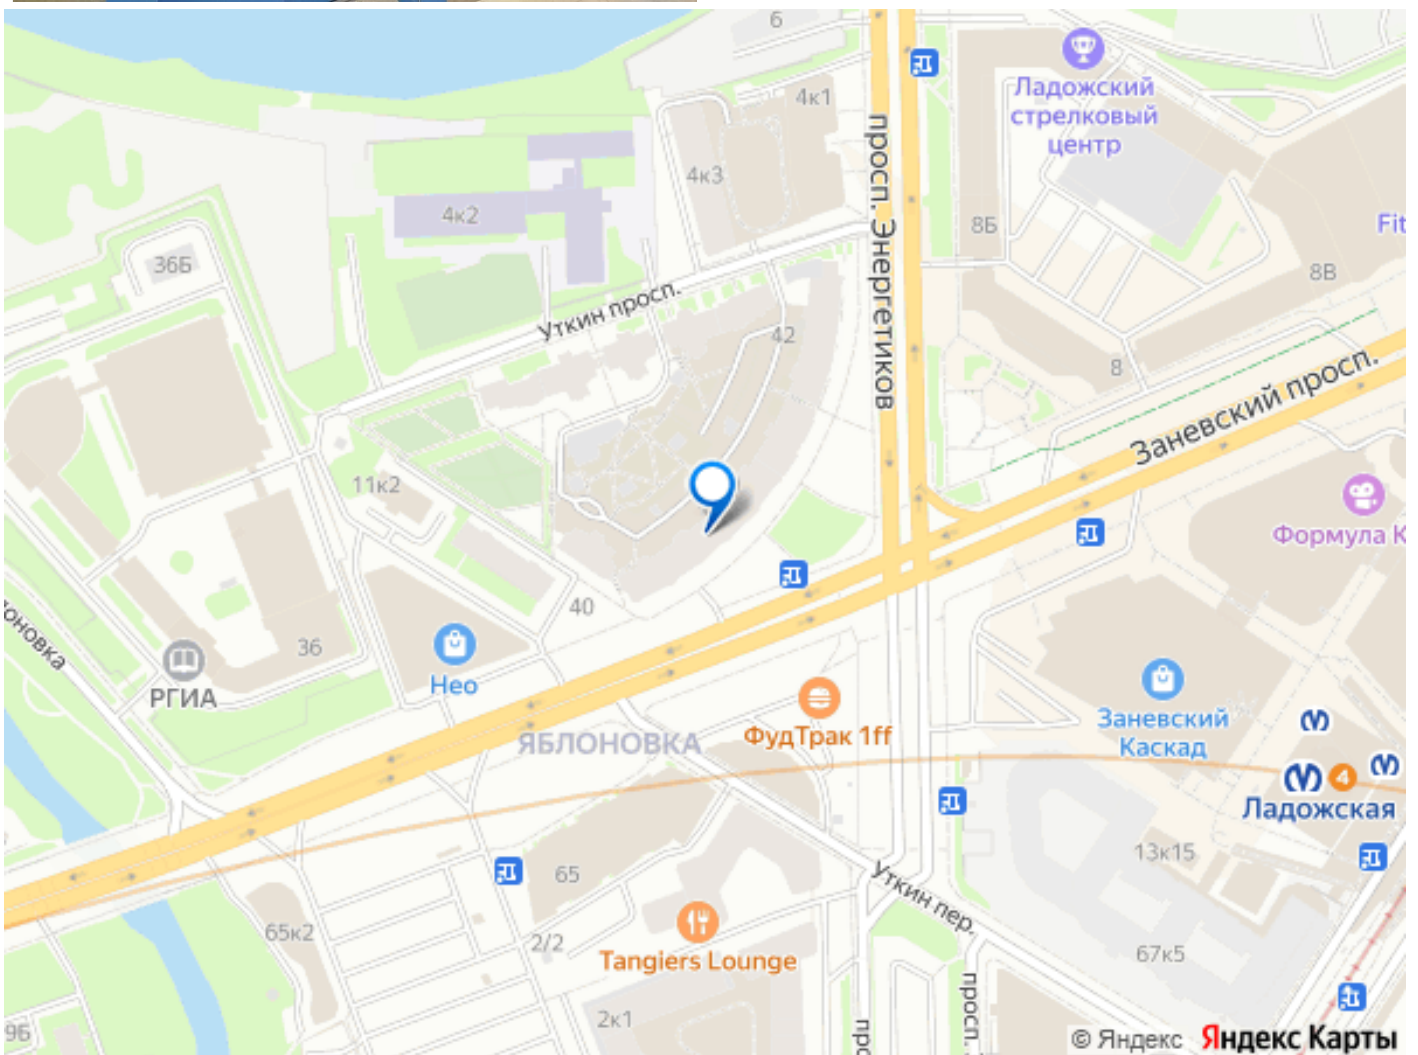 6
4к1
Ладожский
стрелковый
центр
просп. Энергетиков
4к3
4к2
8Б
Fit
36Б
8В
Уткин просп.
42
8
Заневский просп.
11к2
Формула К
40
36
РГИА
Нео
ЯБЛОНОВКА
ФудТрак 1ff
Заневский
Каскад
4
Ладожская
13к15
65
Уткин пер.
65к2
2/2
Tangiers Lounge
67к5
просп.
2к1
9Б
© Яндекс Яндекс Карты